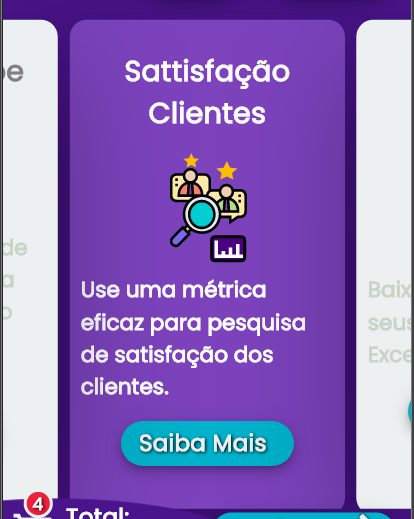 Sattisfação
Clientes
Use uma métrica
eficaz para pesquisa
de satisfação dos
clientes.
Saiba Mais
de
a
o
Baix
seus
Exce
4
Total: